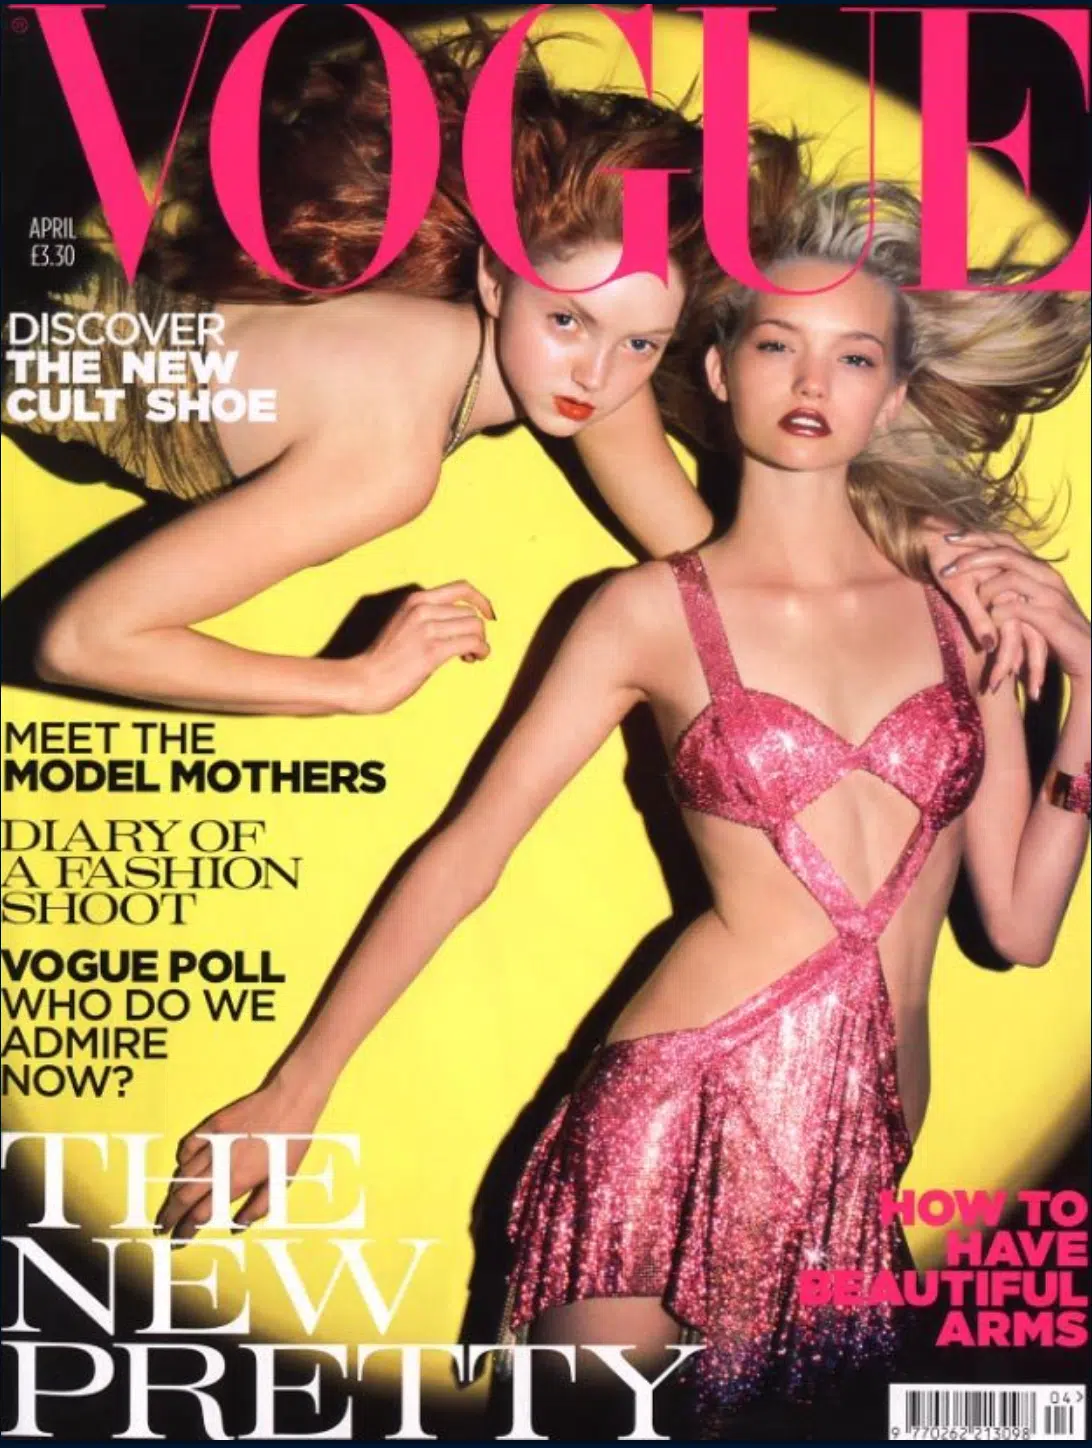 VOGUE
APRIL
£3.30
DISCOVER
THE NEW
CULT SHOE
MEET THE
MODEL MOTHERS
DIARY OF
A FASHION
SHOOT
VOGUE POLL
WHO DO WE
ADMIRE
NOW?
THE
NEW
PRETTY
HOW TO
HAVE
BEAUTIFUL
ARMS
04>
9 770262 213098